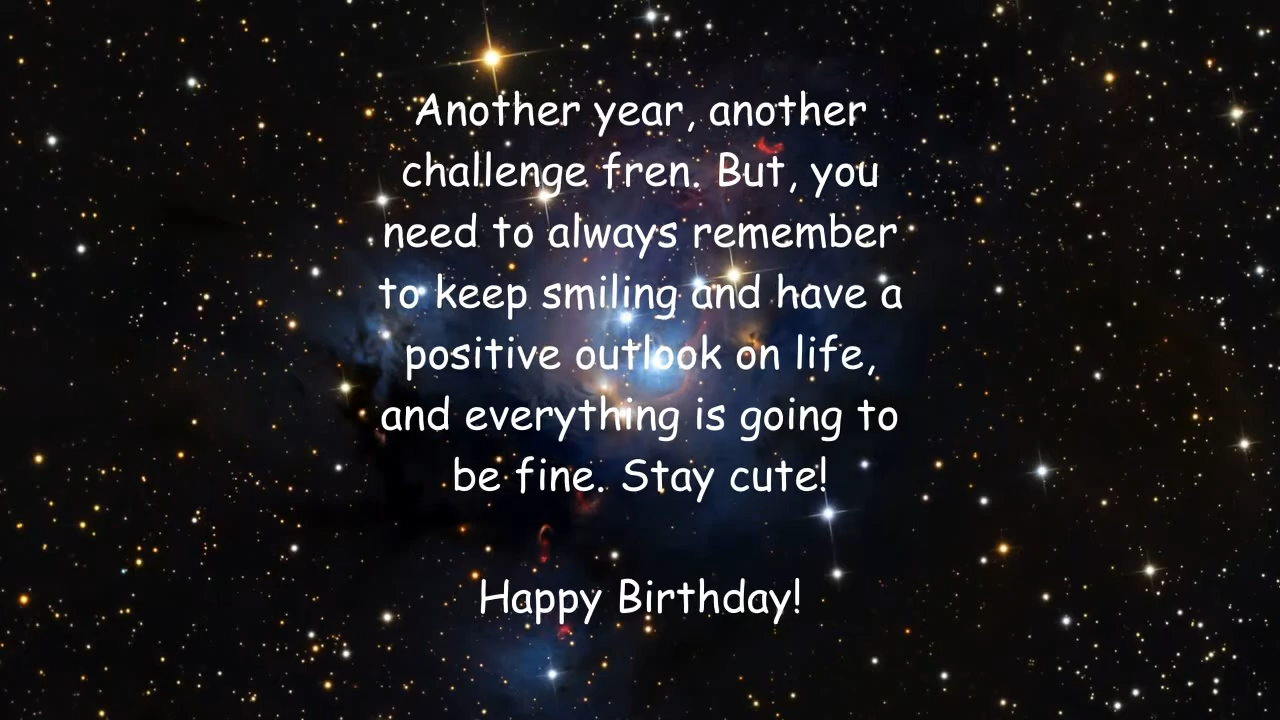 Another year, another
challenge fren. But, you
need to always remember
to keep smiling and have a
positive outlook on life,
and everything is going to
be fine. Stay cute!
Happy Birthday!